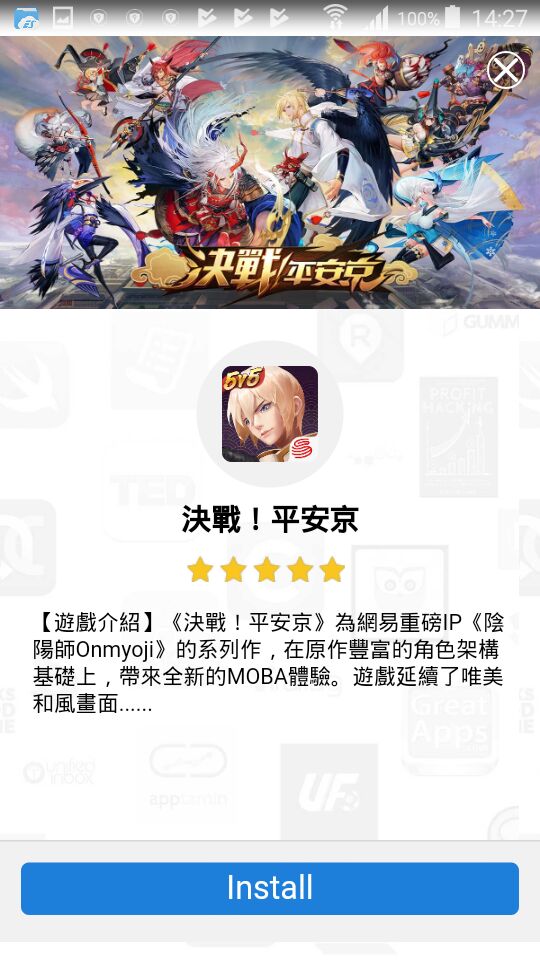 ES
100%
14:27
決戰!平安京
5v5
決戰！平安京
【遊戲介紹】《決戰！平安京》為網易重磅IP《陰
陽師Onmyoji》的系列作，在原作豐富的角色架構
基礎上，帶來全新的MOBA體驗。遊戲延續了唯美
和風畫面......
GUMM
PROFIT
HACKING
TED
R
Great
Apps
unified
inbox
apptamin
UF
Install